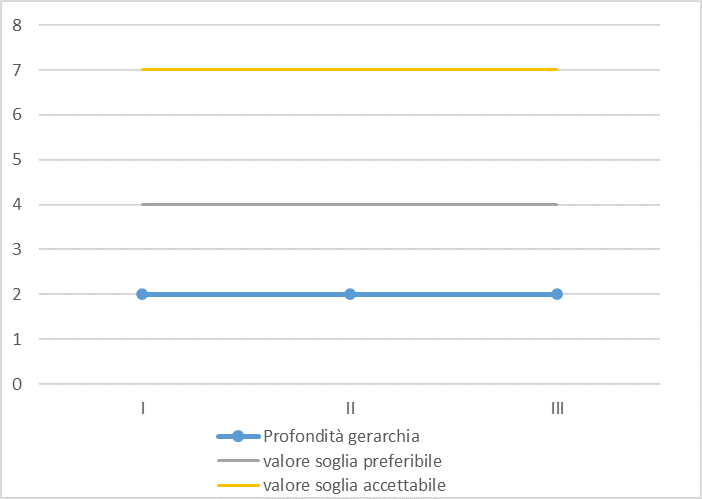 8
7
6
5
4
3
2
1
0
I II III
Profondità gerarchia
valore soglia preferibile
valore soglia accettabile